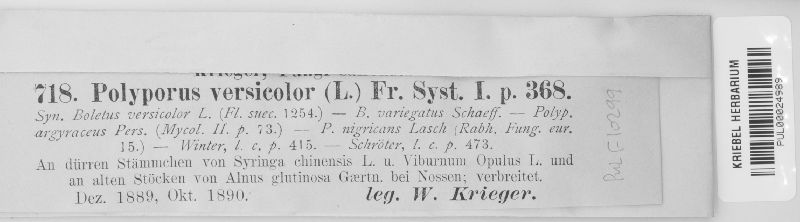 718. Polyporus versicolor (L.) Fr. Syst. I. p. 368.
Syn. Boletus versicolor L. (Fl. suec. 1254.) — B. variegatus Schaeff. — Polyp.
argyraceus Pers. (Mycol. II. p. 73.) — P. nigricans Lasch (Rabh. Fung. eur.
15.) — Winter, l. c. p. 415. — Schröter, l. c. p. 473.
An dürren Stämmchen von Syringa chinensis L. u. Viburnum Opulus L. und
an alten Stöcken von Alnus glutinosa Gærtn. bei Nossen; verbreitet.
Dez. 1889, Okt. 1890. leg. W. Krieger.
PUL F10299
KRIEBEL HERBARIUM
PUL00024989